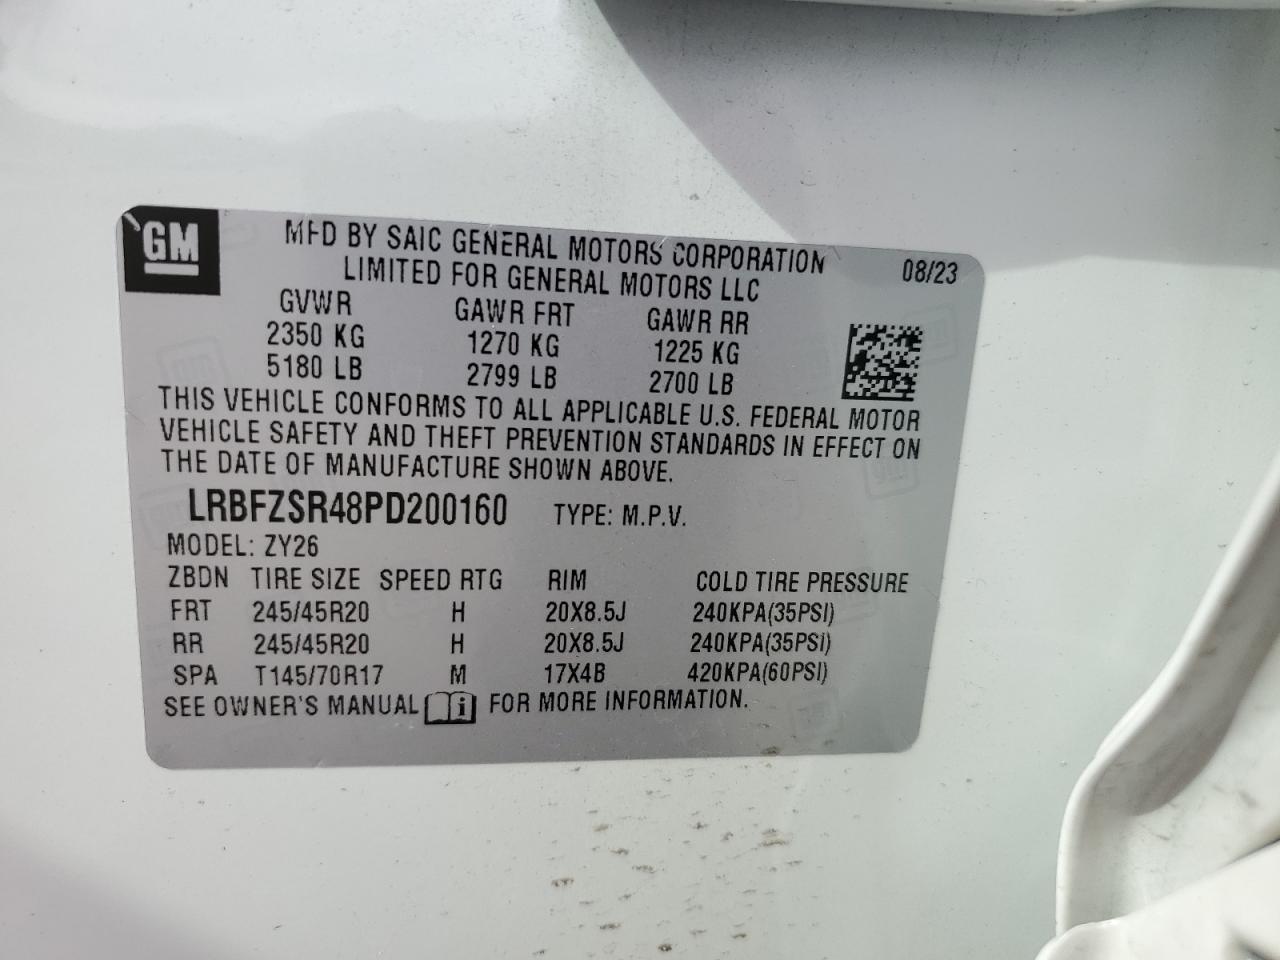 GM
MFD BY SAIC GENERAL MOTORS CORPORATION 08/23
LIMITED FOR GENERAL MOTORS LLC
GVWR GAWR FRT GAWR RR
2350 KG 1270 KG 1225 KG
5180 LB 2799 LB 2700 LB
THIS VEHICLE CONFORMS TO ALL APPLICABLE U.S. FEDERAL MOTOR
VEHICLE SAFETY AND THEFT PREVENTION STANDARDS IN EFFECT ON
THE DATE OF MANUFACTURE SHOWN ABOVE.
LRBFZSR48PD200160 TYPE: M.P.V.
MODEL: ZY26
ZBDN TIRE SIZE SPEED RTG RIM COLD TIRE PRESSURE
FRT 245/45R20 H 20X8.5J 240KPA(35PSI)
RR 245/45R20 H 20X8.5J 240KPA(35PSI)
SPA T145/70R17 M 17X4B 420KPA(60PSI)
SEE OWNER'S MANUAL i FOR MORE INFORMATION.